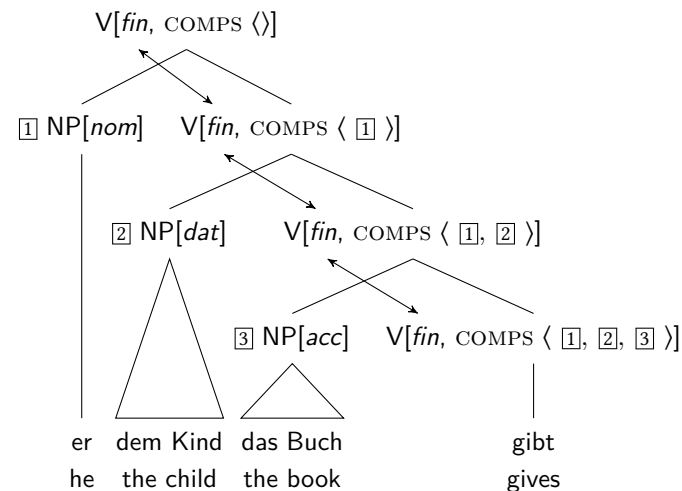 V[fin, COMPS ⟨⟩]
1 NP[nom] V[fin, COMPS ⟨ 1 ⟩]
2 NP[dat] V[fin, COMPS ⟨ 1, 2 ⟩]
3 NP[acc] V[fin, COMPS ⟨ 1, 2, 3 ⟩]
er dem Kind das Buch gibt
he the child the book gives